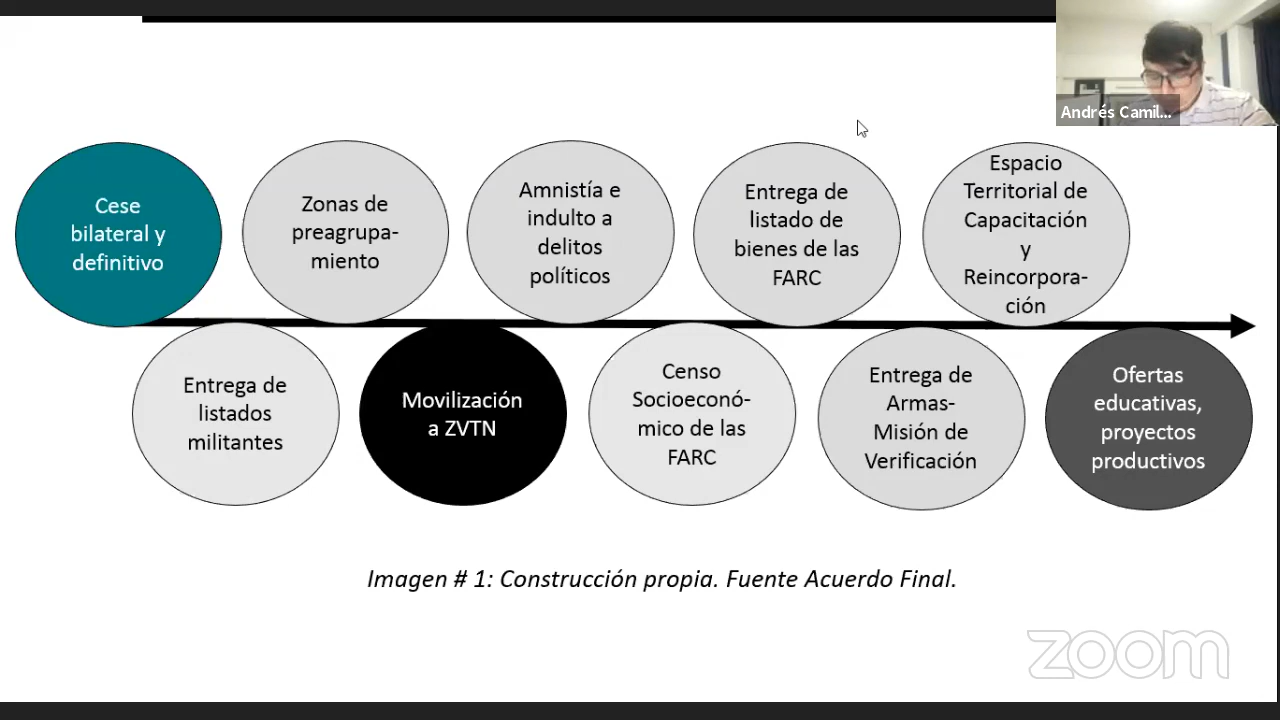 Andrés Camil...
Cese
bilateral y
definitivo
Entrega de
listados
militantes
Zonas de
preagrupa-
miento
Movilización
a ZVTN
Amnistía e
indulto a
delitos
políticos
Censo
Socioeconó-
mico de las
FARC
Entrega de
listado de
bienes de las
FARC
Entrega de
Armas-
Misión de
Verificación
Espacio
Territorial de
Capacitación
y
Reincorpora-
ción
Ofertas
educativas,
proyectos
productivos
Imagen # 1: Construcción propia. Fuente Acuerdo Final.
zoom